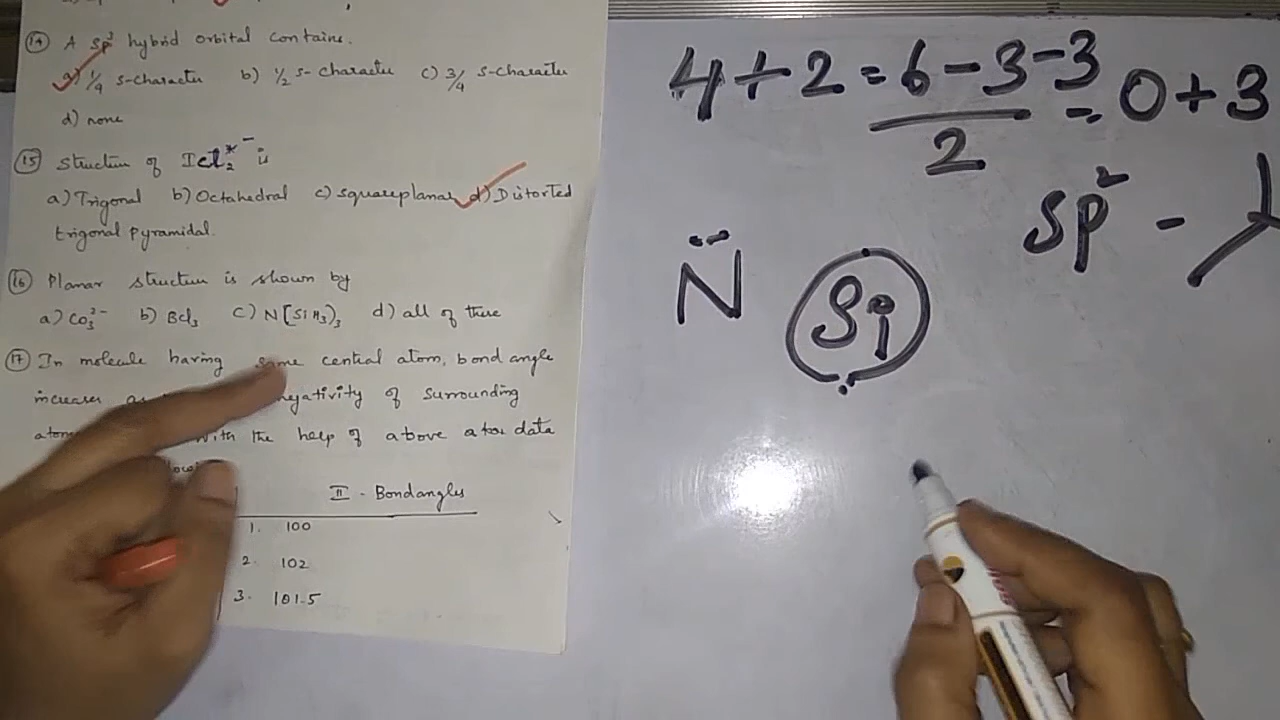 14 A sp³ hybrid orbital contains.
a) 1/4 s-character b) 1/2 s-character c) 3/4 s-character
d) none
15 Structure of Icl₂⁻ is
a) Trigonal b) Octahedral c) squareplanar d) Distorted
trigonal pyramidal.
16 Planar structure is shown by
a) CO₃²⁻ b) Bcl₃ c) N[SiH₃]₃ d) all of these
17 In molecule having same central atom, bond angle
increases of surrounding
with the help of above data
II - Bondangles
1. 100
2. 102
3. 101.5
4+2 = 6-3-3/2 = 0+3
sp² -
N Si